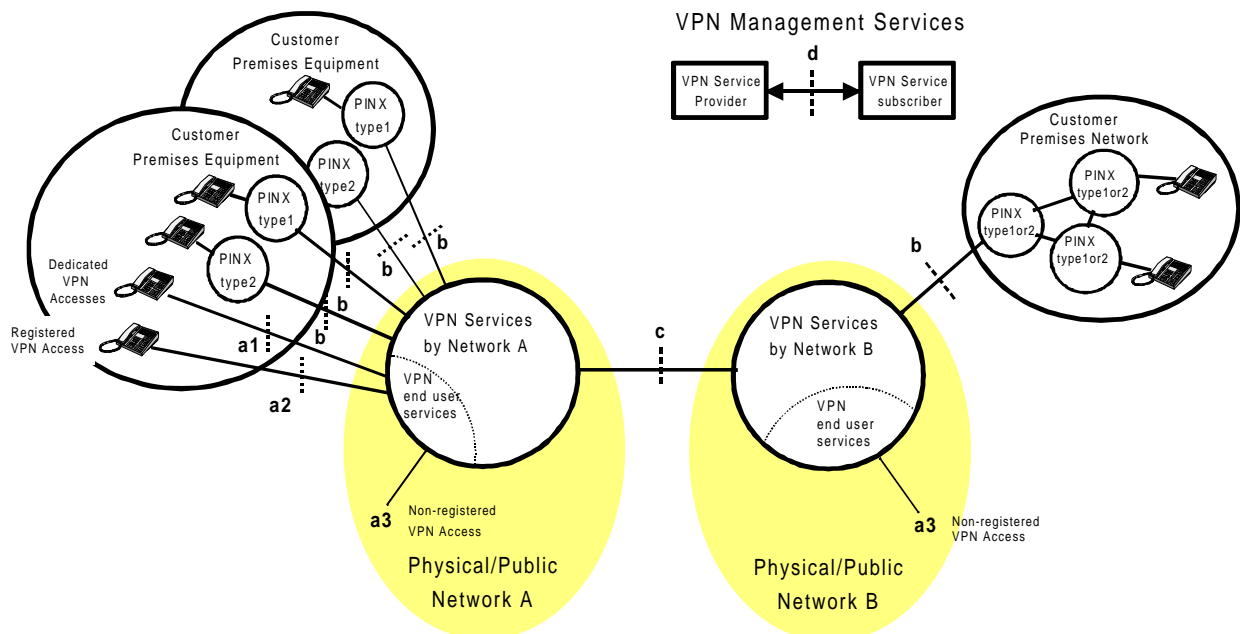 VPN Management Services
d
VPN Service
Provider
VPN Service
subscriber
Customer
Premises Equipment
PINX
type1
PINX
type2
Customer
Premises Equipment
PINX
type1
PINX
type2
Dedicated
VPN
Accesses
Registered
VPN Access
a1
a2
b
b
b
b
VPN Services
by Network A
VPN
end user
services
a3
Non-registered
VPN Access
Physical/Public
Network A
c
VPN Services
by Network B
VPN
end user
services
a3
Non-registered
VPN Access
Physical/Public
Network B
b
Customer
Premises Network
PINX
type1or2
PINX
type1or2
PINX
type1or2